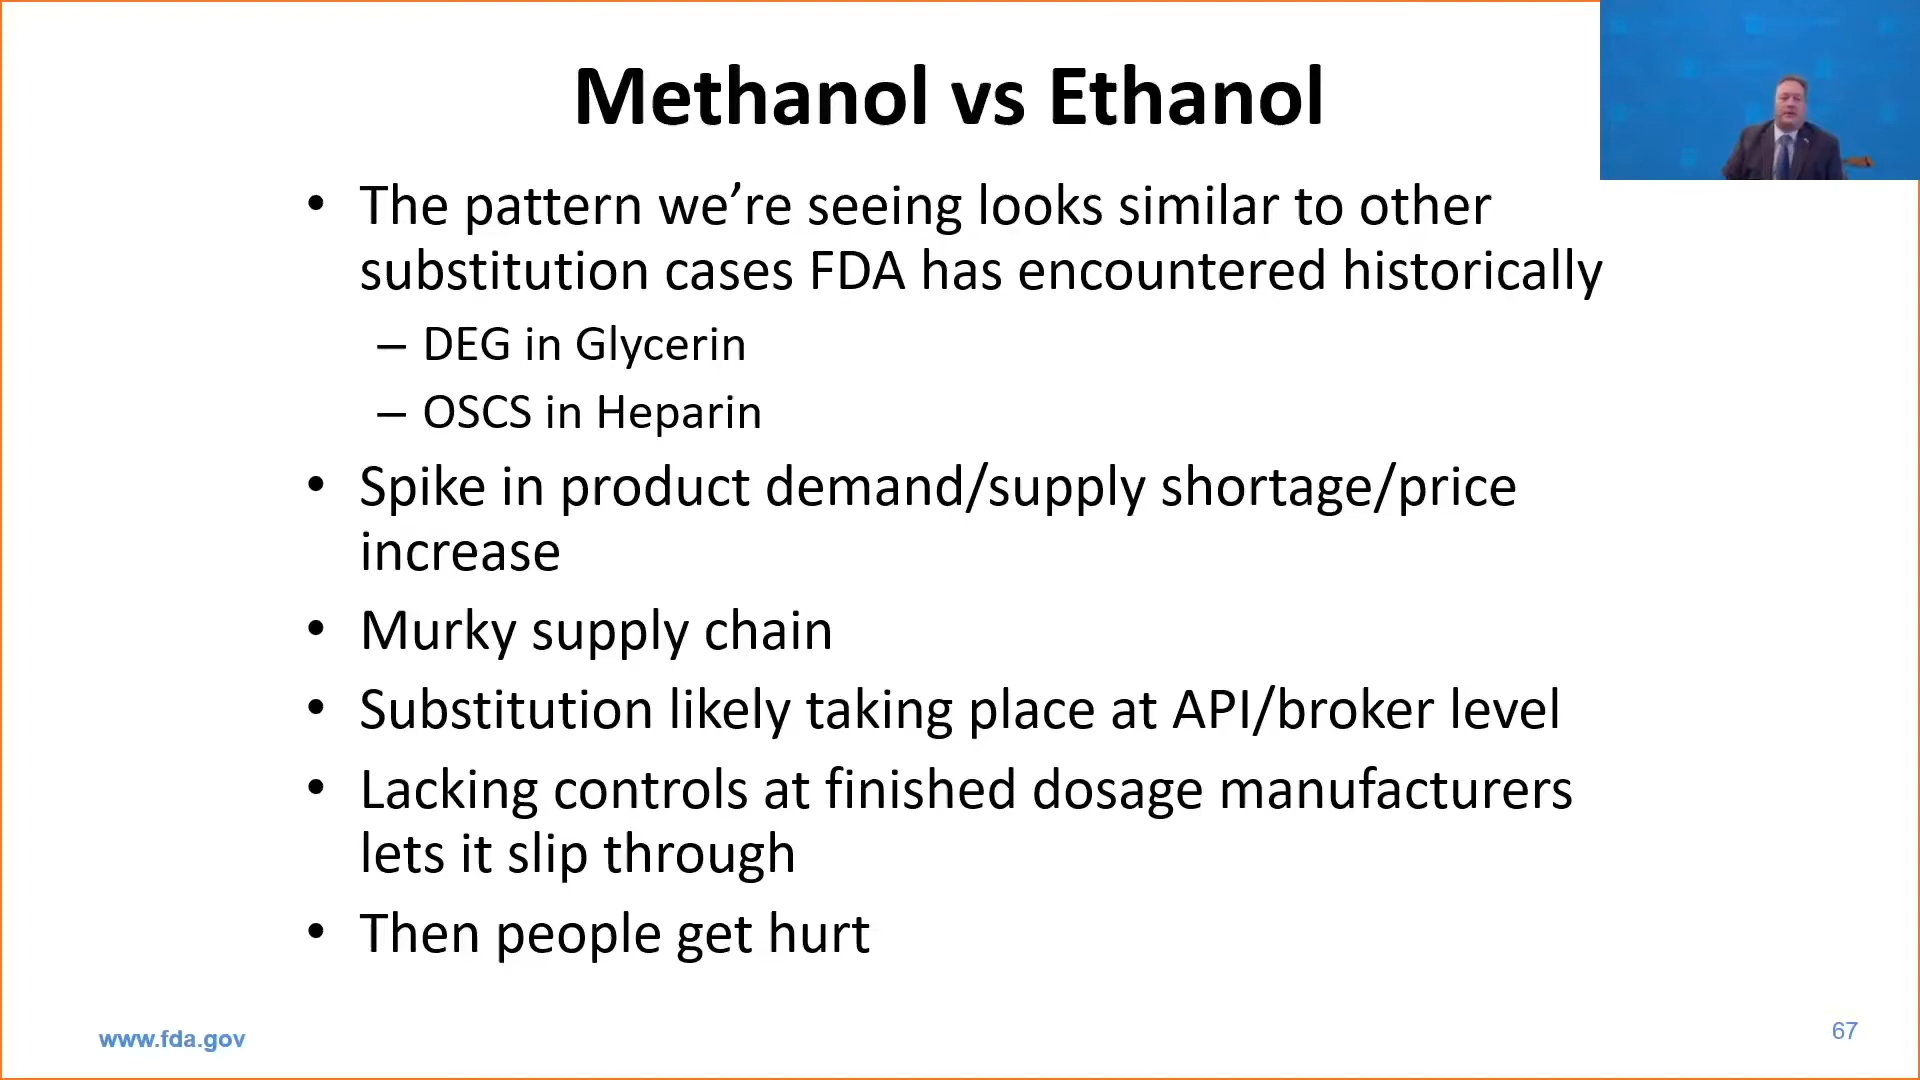 Methanol vs Ethanol
• The pattern we’re seeing looks similar to other
substitution cases FDA has encountered historically
– DEG in Glycerin
– OSCS in Heparin
• Spike in product demand/supply shortage/price
increase
• Murky supply chain
• Substitution likely taking place at API/broker level
• Lacking controls at finished dosage manufacturers
lets it slip through
• Then people get hurt
www.fda.gov
67